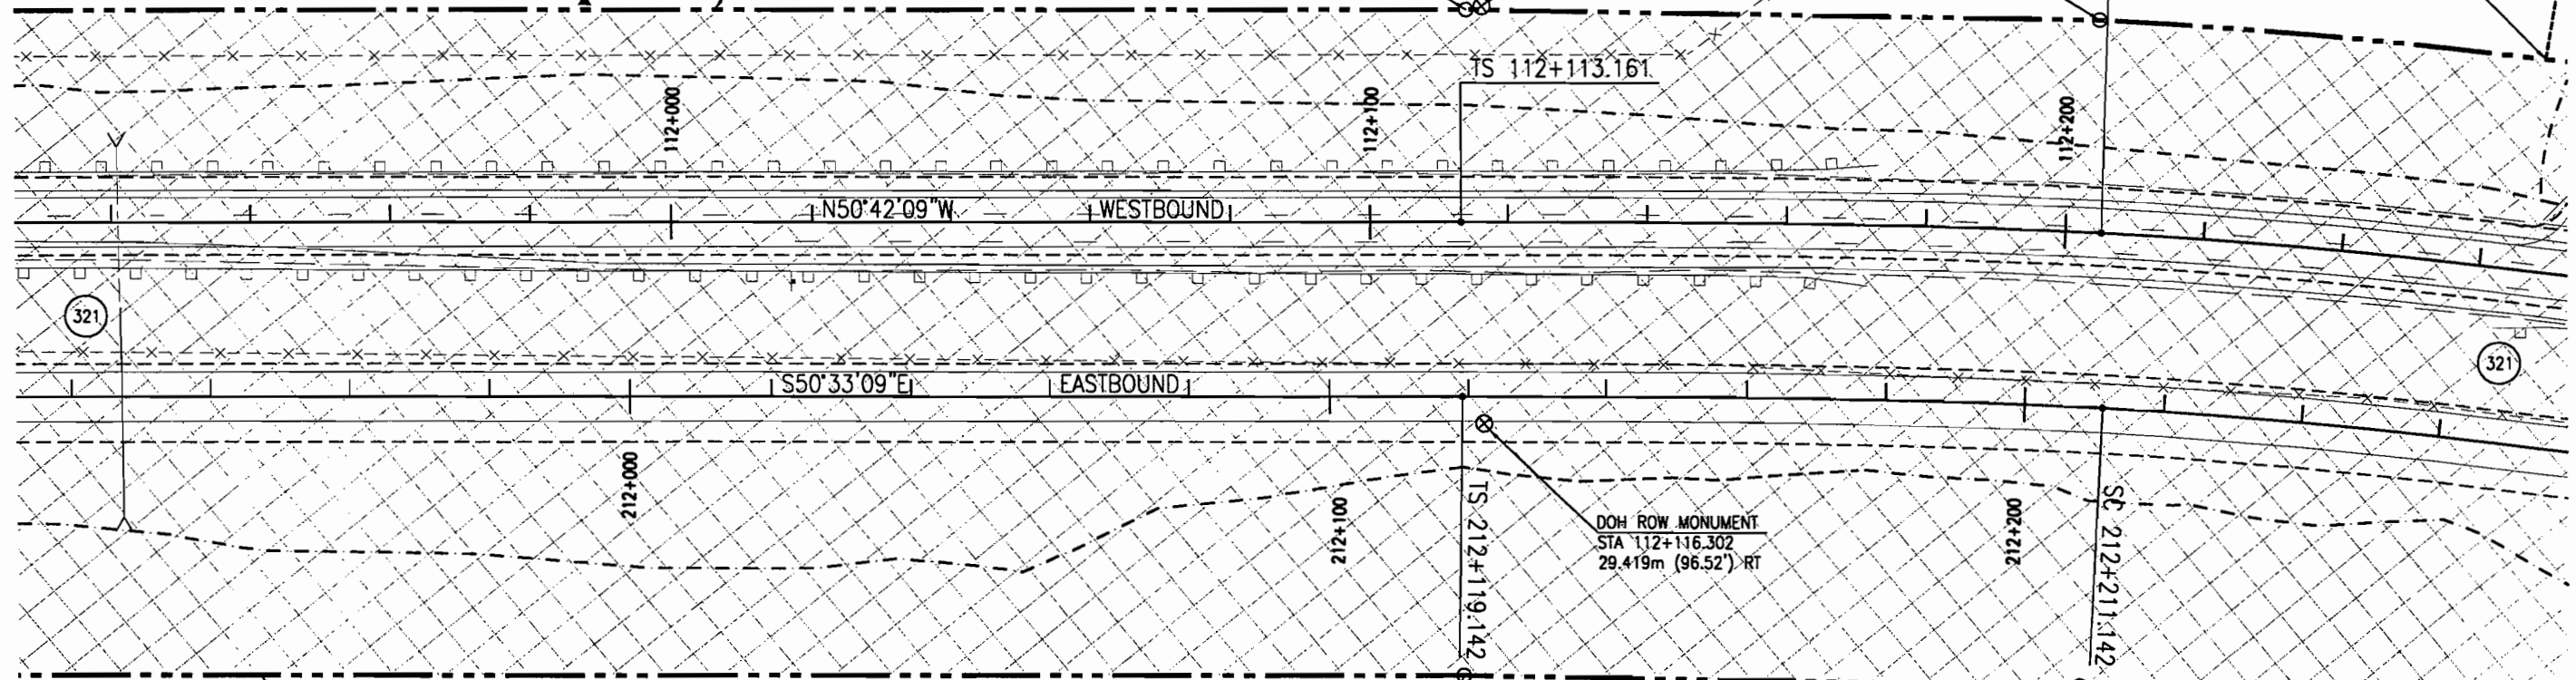 TS 112+113.161
112+000
112+100
112+200
N50°42'09"W
WESTBOUND
321
321
S50°33'09"E
EASTBOUND
212+000
212+100
212+200
TS 212+119.142
SC 212+211.142
DOH ROW MONUMENT
STA 112+116.302
29.419m (96.52') RT